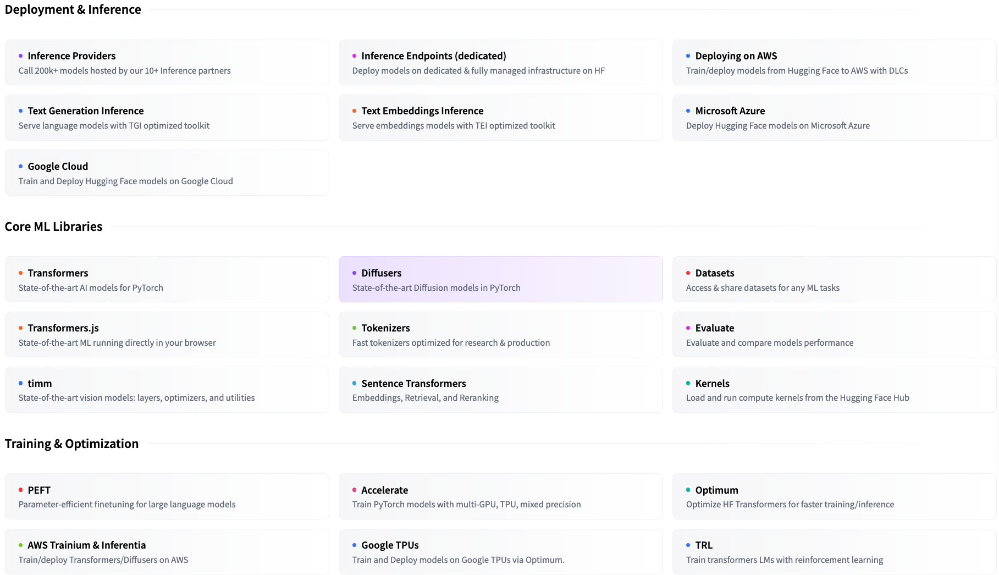 Deployment & Inference
Inference Providers
Call 200k+ models hosted by our 10+ Inference partners
Inference Endpoints (dedicated)
Deploy models on dedicated & fully managed infrastructure on HF
Deploying on AWS
Train/deploy models from Hugging Face to AWS with DLCs
Text Generation Inference
Serve language models with TGI optimized toolkit
Text Embeddings Inference
Serve embeddings models with TEI optimized toolkit
Microsoft Azure
Deploy Hugging Face models on Microsoft Azure
Google Cloud
Train and Deploy Hugging Face models on Google Cloud
Core ML Libraries
Transformers
State-of-the-art AI models for PyTorch
Diffusers
State-of-the-art Diffusion models in PyTorch
Datasets
Access & share datasets for any ML tasks
Transformers.js
State-of-the-art ML running directly in your browser
Tokenizers
Fast tokenizers optimized for research & production
Evaluate
Evaluate and compare models performance
timm
State-of-the-art vision models: layers, optimizers, and utilities
Sentence Transformers
Embeddings, Retrieval, and Reranking
Kernels
Load and run compute kernels from the Hugging Face Hub
Training & Optimization
PEFT
Parameter-efficient finetuning for large language models
Accelerate
Train PyTorch models with multi-GPU, TPU, mixed precision
Optimum
Optimize HF Transformers for faster training/inference
AWS Trainium & Inferentia
Train/deploy Transformers/Diffusers on AWS
Google TPUs
Train and Deploy models on Google TPUs via Optimum.
TRL
Train transformers LMs with reinforcement learning